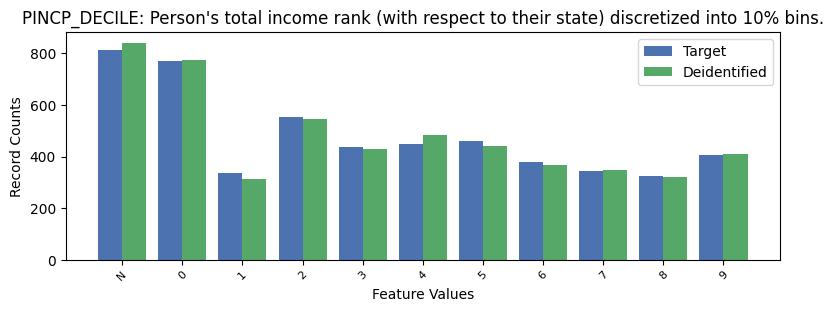 PINCP_DECILE: Person's total income rank (with respect to their state) discretized into 10% bins.
Target
Deidentified
Record Counts
800
600
400
200
0
N 0 1 2 3 4 5 6 7 8 9
Feature Values